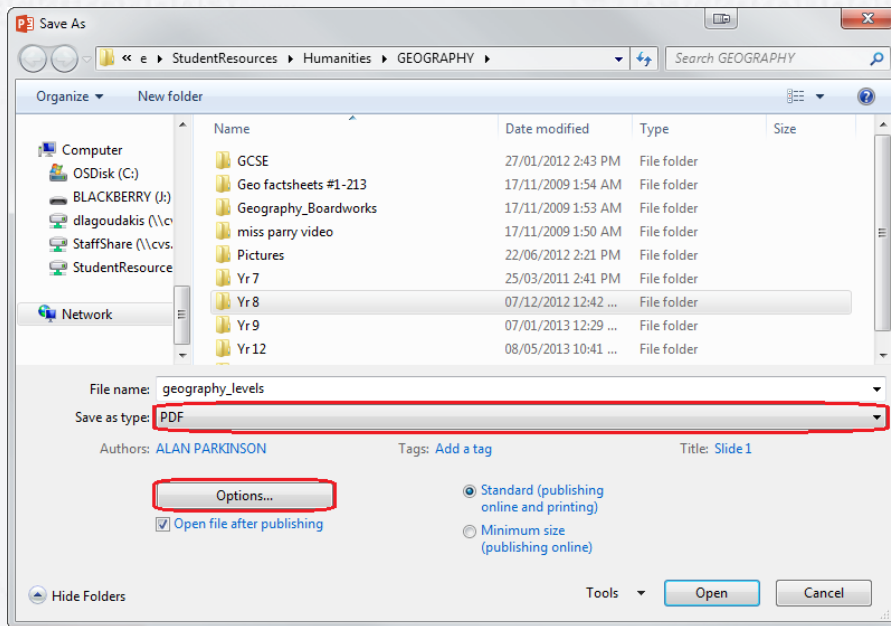 Save As
« e ▸ StudentResources ▸ Humanities ▸ GEOGRAPHY ▸ Search GEOGRAPHY
Organize New folder
Name Date modified Type Size
Computer
OSDisk (C:)
BLACKBERRY (J:)
dlagoudakis (\\c
StaffShare (\\cvs.
StudentResource
Network
GCSE 27/01/2012 2:43 PM File folder
Geo factsheets #1-213 17/11/2009 1:54 AM File folder
Geography_Boardworks 17/11/2009 1:53 AM File folder
miss parry video 17/11/2009 1:50 AM File folder
Pictures 22/06/2012 2:21 PM File folder
Yr 7 25/03/2011 2:41 PM File folder
Yr 8 07/12/2012 12:42 ... File folder
Yr 9 07/01/2013 12:29 ... File folder
Yr 12 08/05/2013 10:41 ... File folder
File name: geography_levels
Save as type: PDF
Authors: ALAN PARKINSON Tags: Add a tag Title: Slide 1
Options...
Open file after publishing
Standard (publishing
online and printing)
Minimum size
(publishing online)
Hide Folders Tools Open Cancel